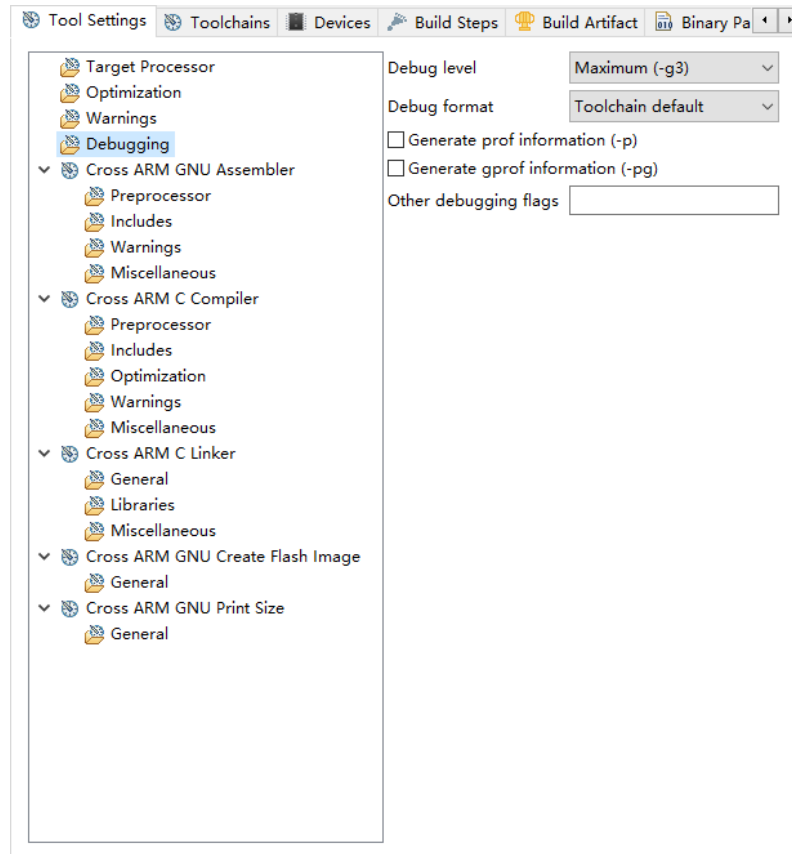 Tool Settings Toolchains Devices Build Steps Build Artifact Binary Pa
Target Processor
Optimization
Warnings
Debugging
Cross ARM GNU Assembler
Preprocessor
Includes
Warnings
Miscellaneous
Cross ARM C Compiler
Preprocessor
Includes
Optimization
Warnings
Miscellaneous
Cross ARM C Linker
General
Libraries
Miscellaneous
Cross ARM GNU Create Flash Image
General
Cross ARM GNU Print Size
General
Debug level Maximum (-g3)
Debug format Toolchain default
Generate prof information (-p)
Generate gprof information (-pg)
Other debugging flags